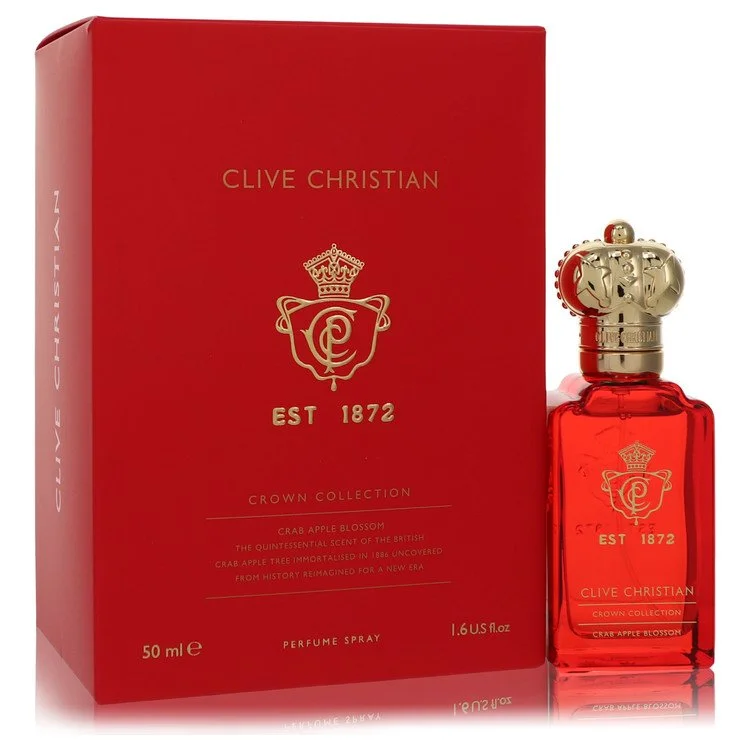 CLIVE CHRISTIAN
CLIVE CHRISTIAN
EST 1872
CROWN COLLECTION
CRAB APPLE BLOSSOM
THE QUINTESSENTIAL SCENT OF THE BRITISH
CRAB APPLE TREE IMMORTALISED IN 1886 UNCOVERED
FROM HISTORY REIMAGINED FOR A NEW ERA
50 ml e
PERFUME SPRAY
1.6 U.S fl.oz
CLIVE CHRISTIAN
EST 1872
CLIVE CHRISTIAN
CROWN COLLECTION
CRAB APPLE BLOSSOM